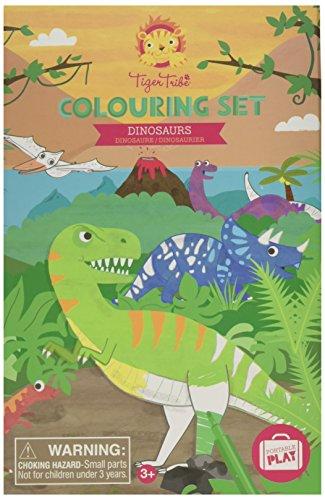 Tiger Tribe
COLOURING SET
DINOSAURS
DINOSAURE / DINOSAURIER
WARNING:
CHOKING HAZARD-Small parts
Not for children under 3 years.
3+
PORTABLE
PLAY